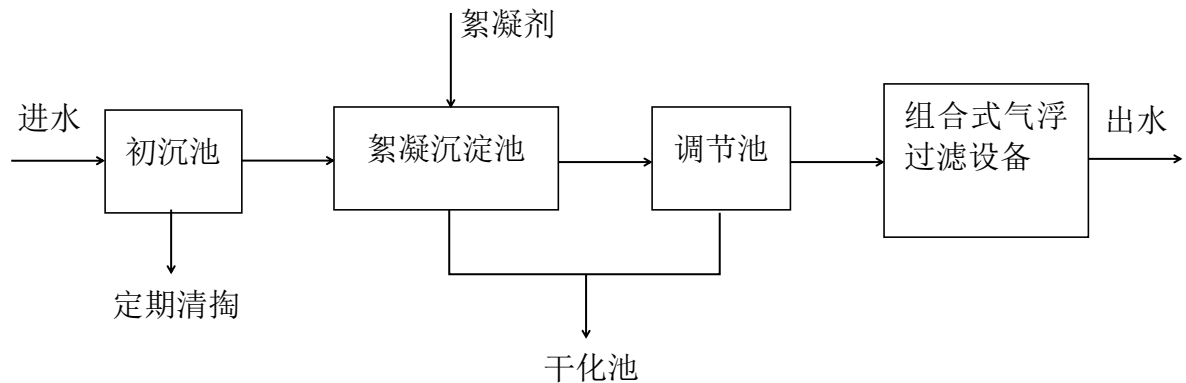 絮凝剂
进水
初沉池
絮凝沉淀池
调节池
组合式气浮
过滤设备
出水
定期清掏
干化池